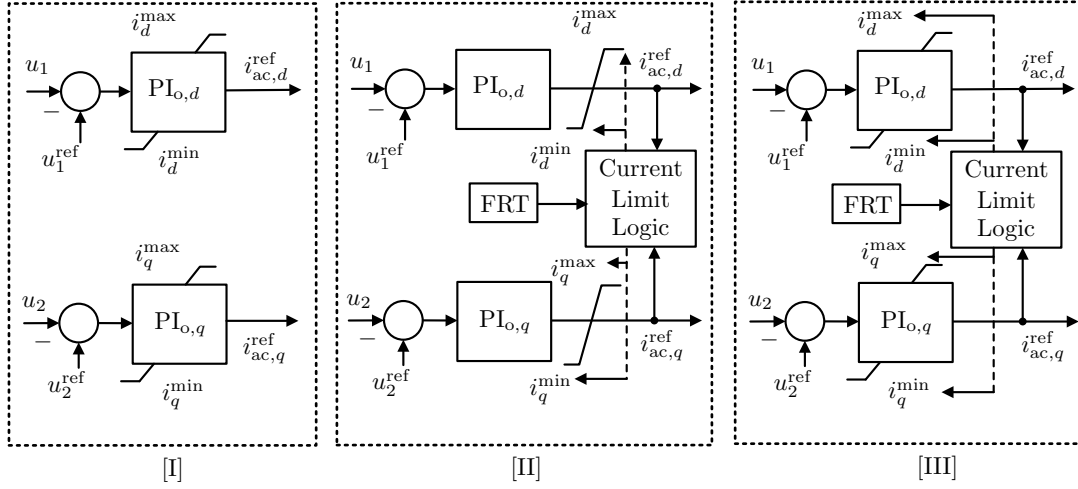 i_d^max
u_1
PI_o,d
i_ac,d^ref
−
u_1^ref
i_d^min
i_q^max
u_2
PI_o,q
−
i_ac,q^ref
u_2^ref
i_q^min
[I]
i_d^max
u_1
PI_o,d
i_ac,d^ref
−
u_1^ref
i_d^min
Current
Limit
Logic
FRT
i_q^max
u_2
PI_o,q
−
i_ac,q^ref
u_2^ref
i_q^min
[II]
i_d^max
u_1
PI_o,d
i_ac,d^ref
−
u_1^ref
i_d^min
Current
Limit
Logic
FRT
i_q^max
u_2
PI_o,q
−
i_ac,q^ref
u_2^ref
i_q^min
[III]